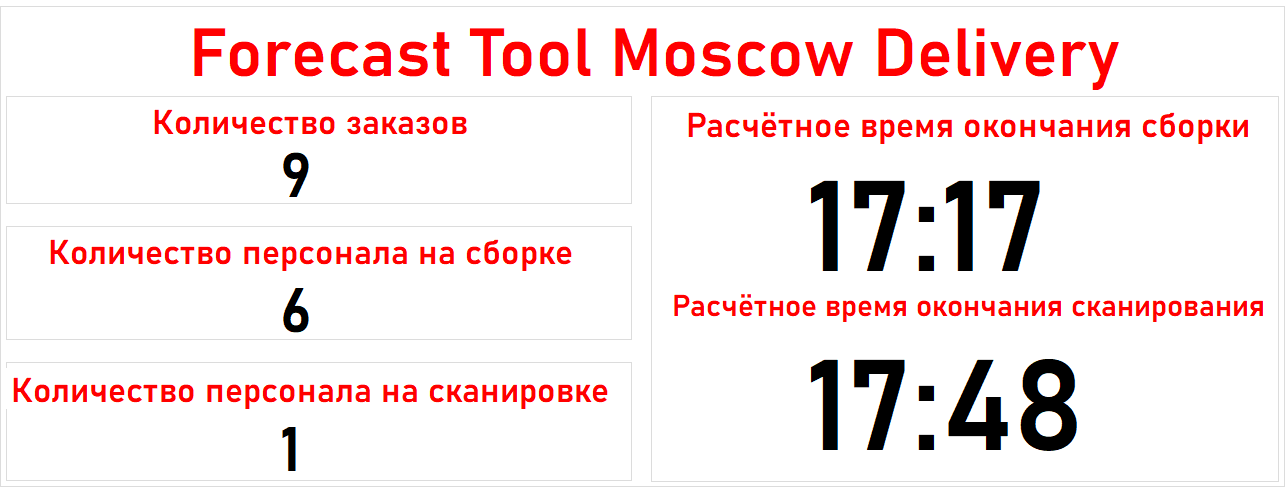 Forecast Tool Moscow Delivery
Количество заказов
9
Количество персонала на сборке
6
Количество персонала на сканировке
1
Расчётное время окончания сборки
17:17
Расчётное время окончания сканирования
17:48